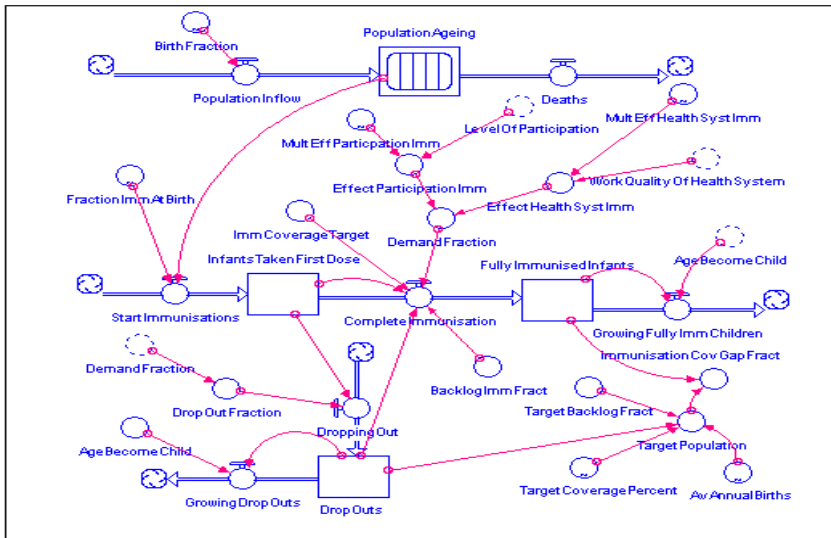 Population Ageing
Birth Fraction
Population Inflow
Deaths
Mult Eff Health Syst Imm
Level Of Participation
Mult Eff Particpation Imm
Work Quality Of Health System
Effect Participation Imm
Fraction Imm At Birth
Effect Health Syst Imm
Imm Coverage Target
Demand Fraction
Age Become Child
Infants Taken First Dose
Fully Immunised Infants
Start Immunisations
Complete Immunisation
Growing Fully Imm Children
Immunisation Cov Gap Fract
Demand Fraction
Backlog Imm Fract
Drop Out Fraction
Target Backlog Fract
Dropping Out
Age Become Child
Target Population
Target Coverage Percent
Av Annual Births
Growing Drop Outs
Drop Outs